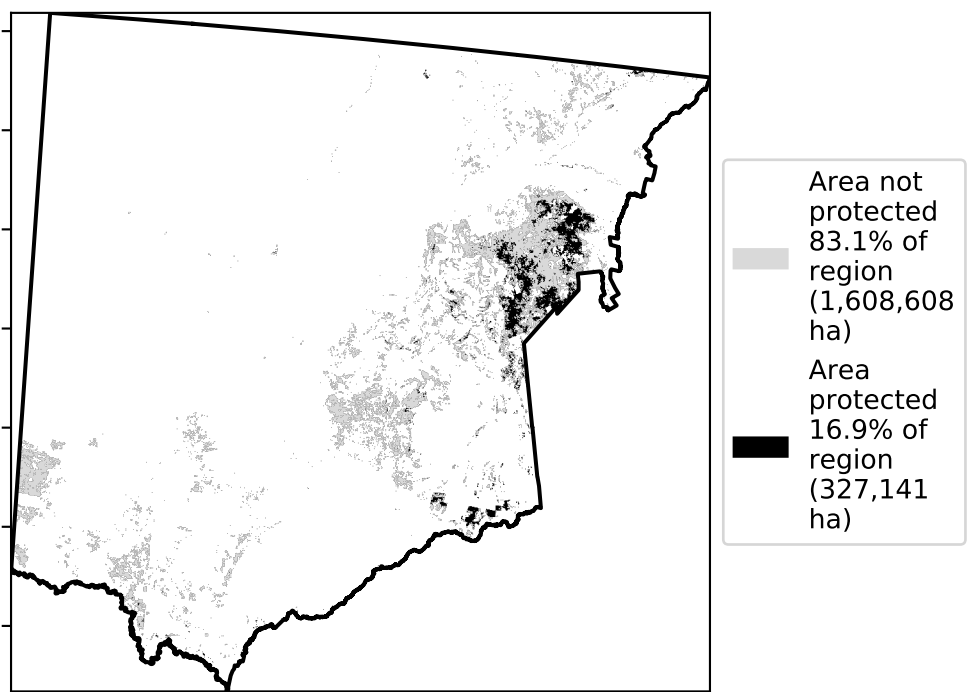 Area not
protected
83.1% of
region
(1,608,608
ha)
Area
protected
16.9% of
region
(327,141
ha)